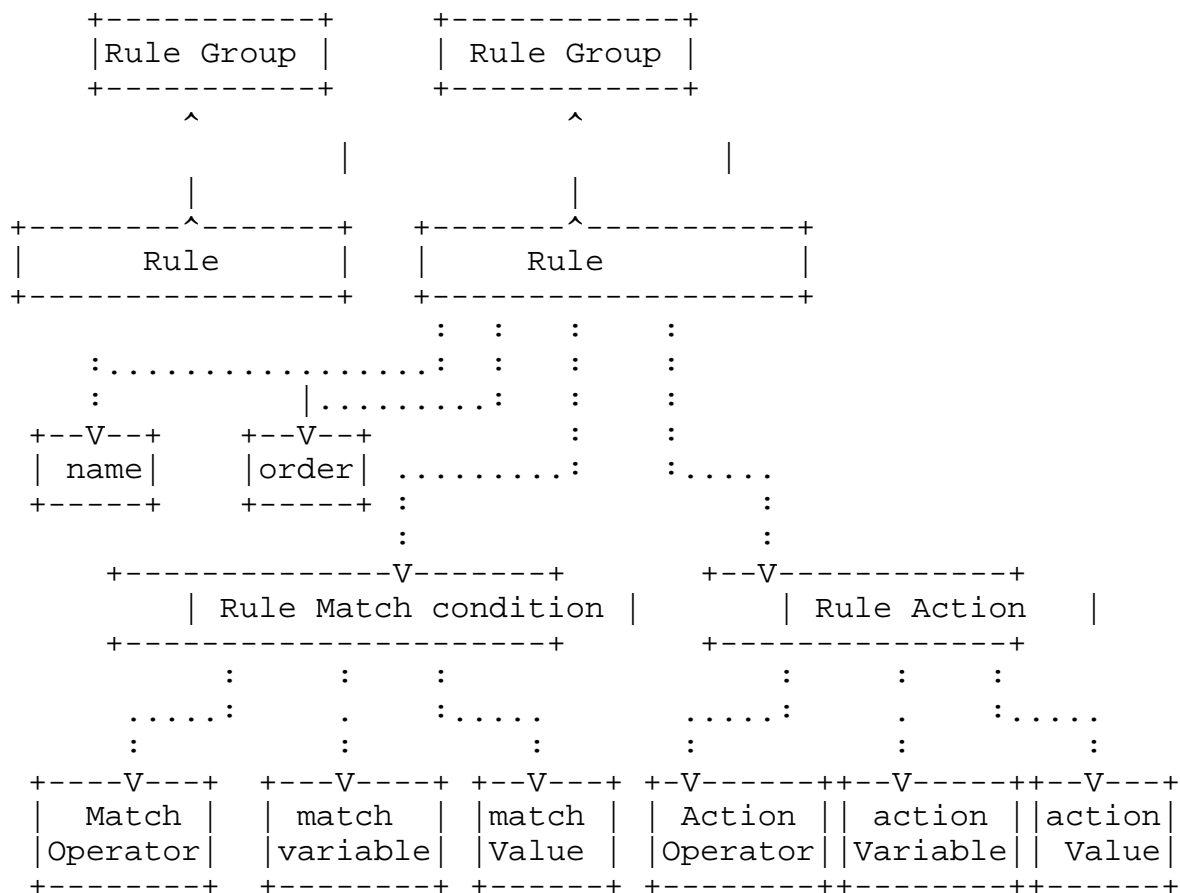 Rule Group Rule Group
Rule Rule
name order
Rule Match condition Rule Action
Match match match Action action action
Operator variable Value Operator Variable Value